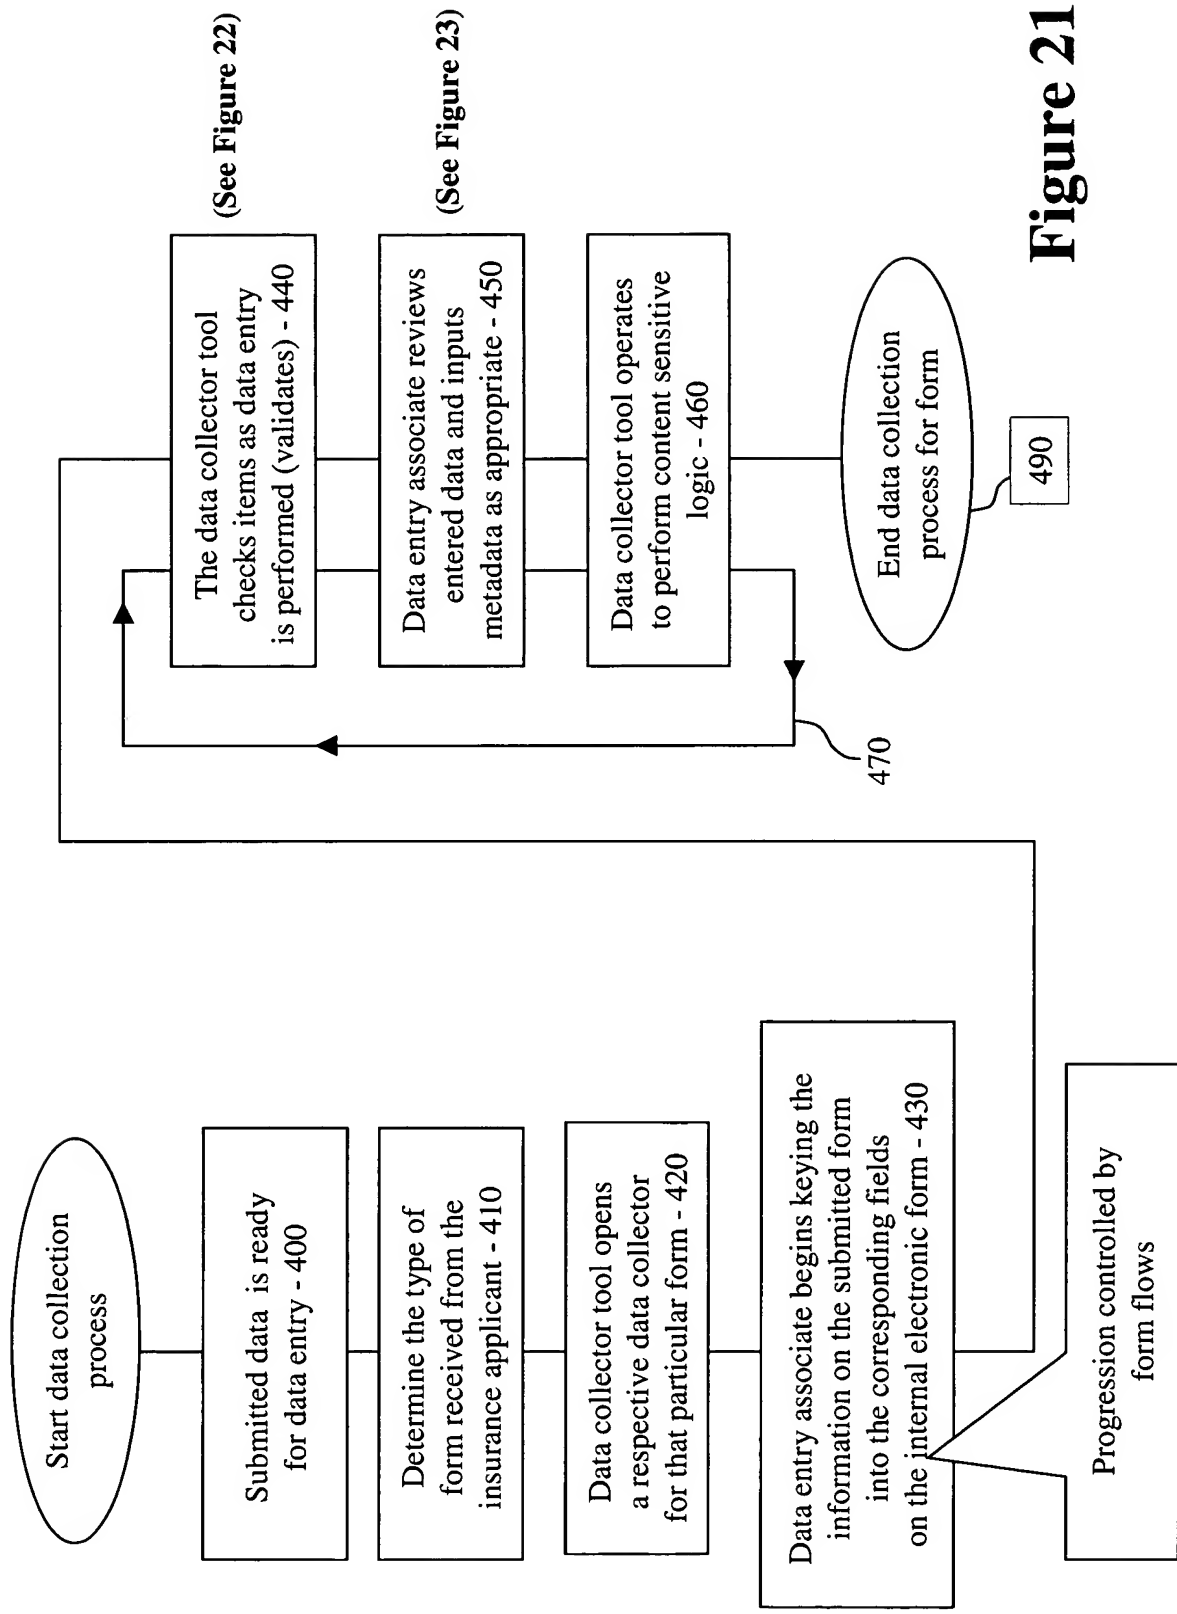 Start data collection
process
Submitted data is ready
for data entry - 400
Determine the type of
form received from the
insurance applicant - 410
Data collector tool opens
a respective data collector
for that particular form - 420
Data entry associate begins keying the
information on the submitted form
into the corresponding fields
on the internal electronic form - 430
Progression controlled by
form flows
The data collector tool
checks items as data entry
is performed (validates) - 440
(See Figure 22)
Data entry associate reviews
entered data and inputs
metadata as appropriate - 450
(See Figure 23)
Data collector tool operates
to perform content sensitive
logic - 460
470
End data collection
process for form
490
Figure 21